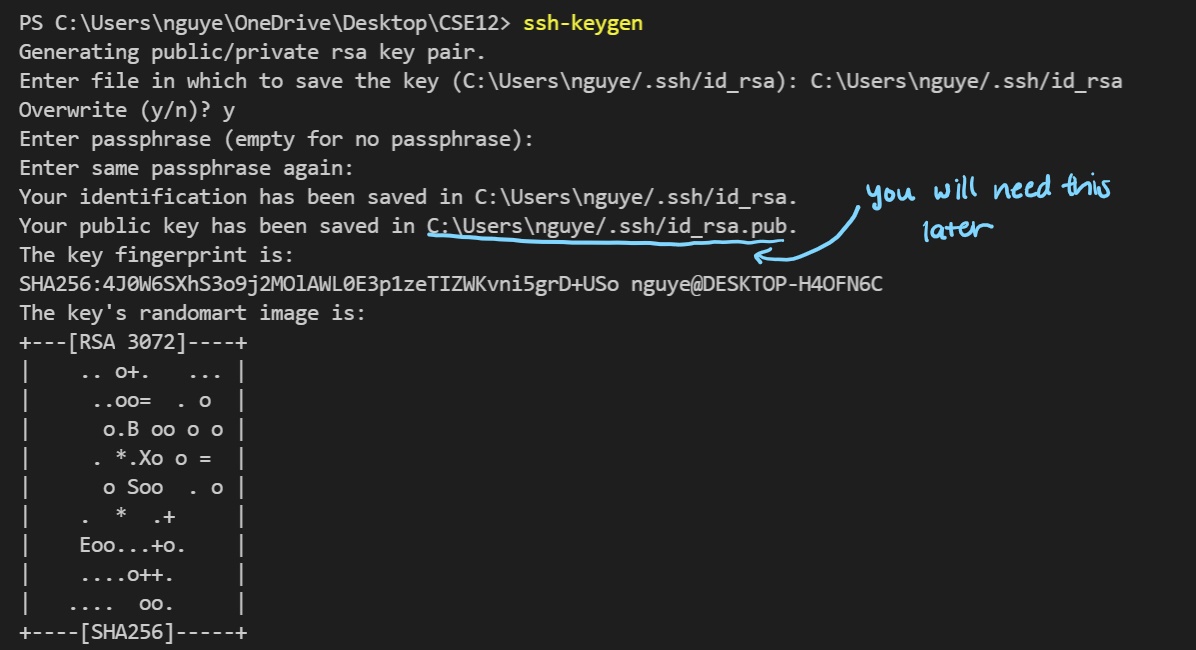 PS C:\Users\nguye\OneDrive\Desktop\CSE12> ssh-keygen
Generating public/private rsa key pair.
Enter file in which to save the key (C:\Users\nguye/.ssh/id_rsa): C:\Users\nguye/.ssh/id_rsa
Overwrite (y/n)? y
Enter passphrase (empty for no passphrase):
Enter same passphrase again:
Your identification has been saved in C:\Users\nguye/.ssh/id_rsa.
Your public key has been saved in C:\Users\nguye/.ssh/id_rsa.pub.
you will need this
later
The key fingerprint is:
SHA256:4J0W6SXhS3o9j2MOlAWL0E3p1zeTIZWKvni5grD+USo nguye@DESKTOP-H4OFN6C
The key's randomart image is:
+---[RSA 3072]----+
|    .. o+.   ... |
|     ..oo=  . o  |
|      o.B oo o o |
|     . *.Xo o =  |
|      o Soo  . o |
|    .  *  .+     |
|    Eoo...+o.    |
|    ....o++.     |
|   ....  oo.     |
+----[SHA256]-----+